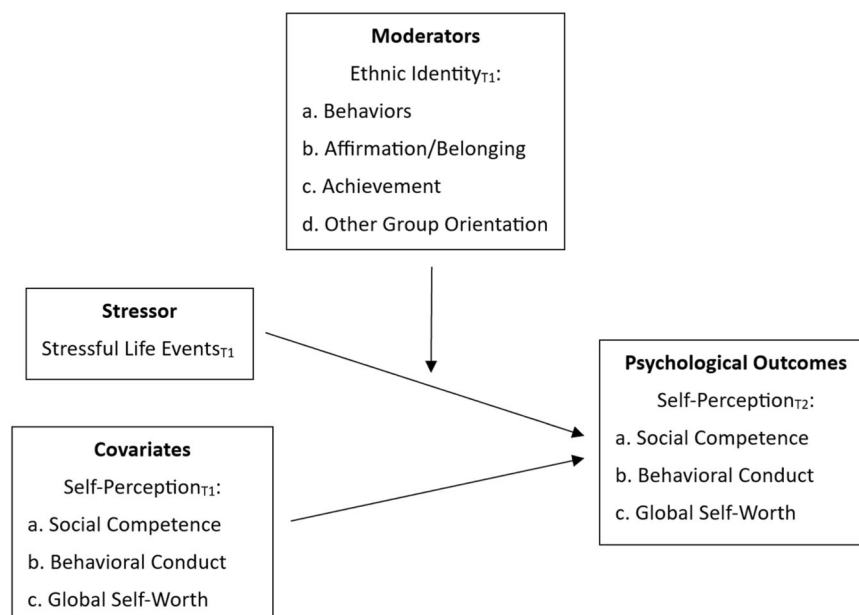 Moderators
Ethnic IdentityT1:
a. Behaviors
b. Affirmation/Belonging
c. Achievement
d. Other Group Orientation
Stressor
Stressful Life EventsT1
Covariates
Self-PerceptionT1:
a. Social Competence
b. Behavioral Conduct
c. Global Self-Worth
Psychological Outcomes
Self-PerceptionT2:
a. Social Competence
b. Behavioral Conduct
c. Global Self-Worth